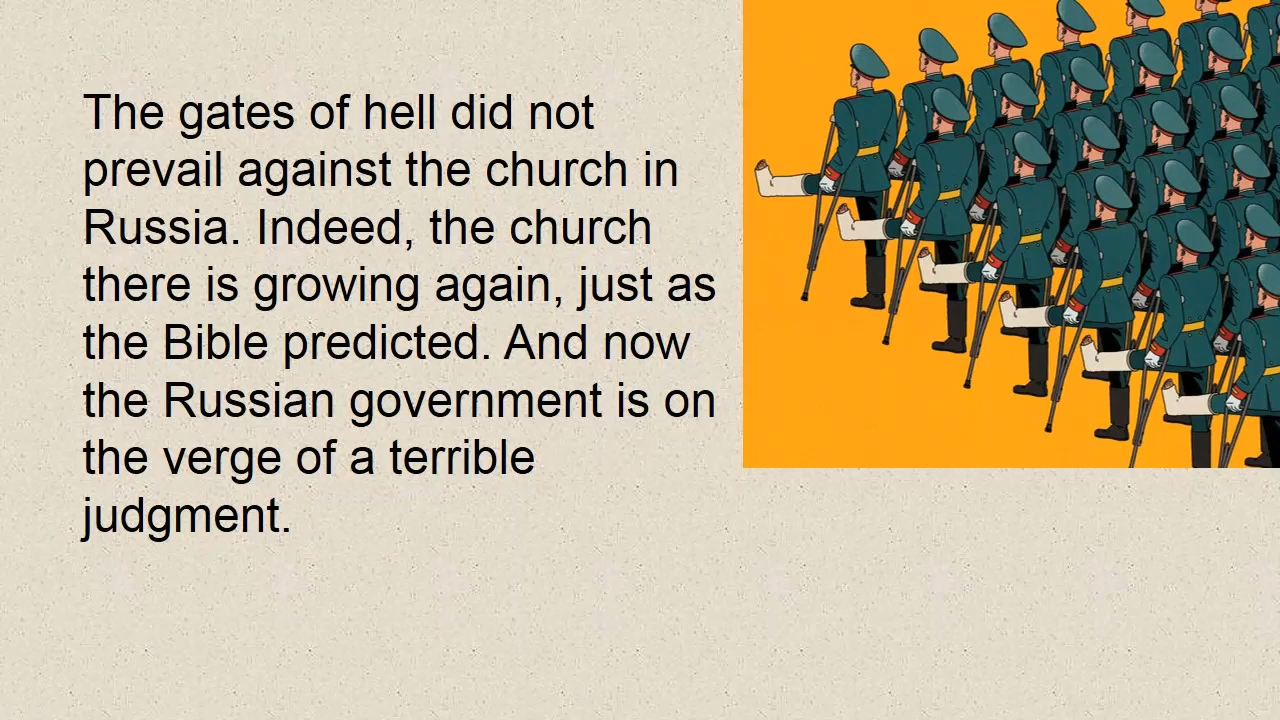 The gates of hell did not
prevail against the church in
Russia. Indeed, the church
there is growing again, just as
the Bible predicted. And now
the Russian government is on
the verge of a terrible
judgment.